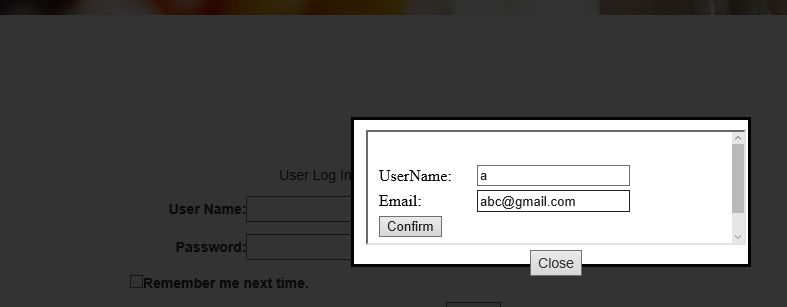 User Log In
UserName: a
User Name:
Email: abc@gmail.com
Confirm
Password:
Close
Remember me next time.